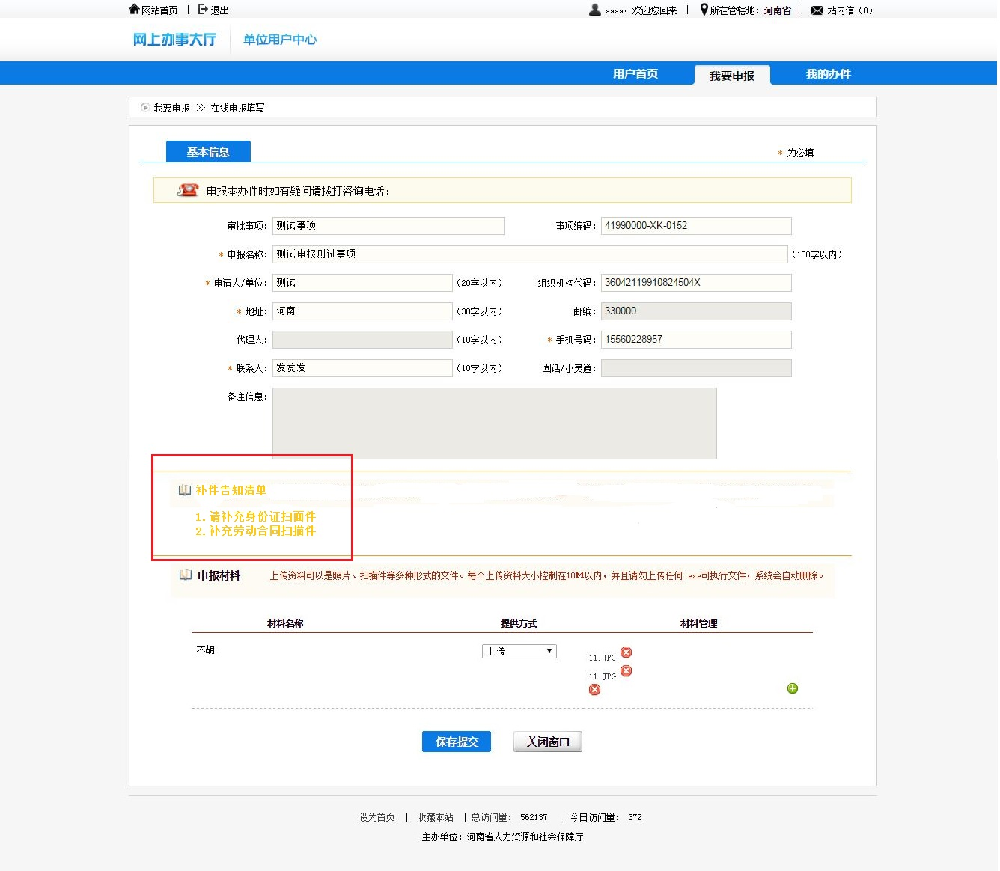 网站首页 | 退出 aaaa，欢迎您回来 | 所在管辖地：河南省 | 站内信（0）
网上办事大厅 单位用户中心
用户首页 我要申报 我的办件
我要申报 >> 在线申报填写
基本信息 * 为必填
申报本办件时如有疑问请拨打咨询电话：
审批事项： 测试事项 事项编码： 41990000-XK-0152
* 申报名称： 测试申报测试事项 （100字以内）
* 申请人/单位： 测试 （20字以内） 组织机构代码： 36042119910824504X
* 地址： 河南 （30字以内） 邮编： 330000
代理人： （10字以内） * 手机号码： 15560228957
* 联系人： 发发发 （10字以内） 固话/小灵通：
备注信息：
补件告知清单
1.请补充身份证扫面件
2.补充劳动合同扫描件
申报材料 上传资料可以是照片、扫描件等多种形式的文件。每个上传资料大小控制在10M以内，并且请勿上传任何.exe可执行文件，系统会自动删除。
材料名称 提供方式 材料管理
不胡 上传 11.JPG
11.JPG
保存提交 关闭窗口
设为首页 | 收藏本站 | 总访问量： 562137 | 今日访问量： 372
主办单位：河南省人力资源和社会保障厅